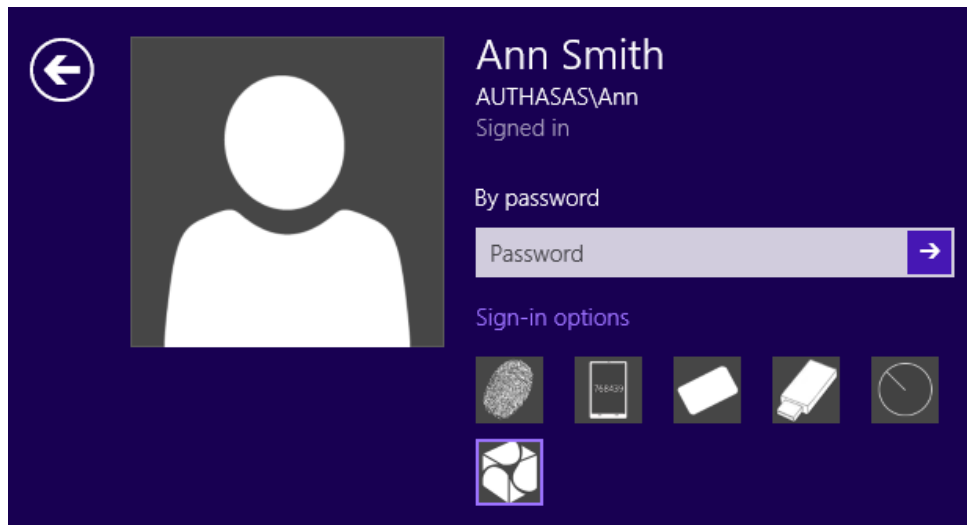 Ann Smith
AUTHASAS\Ann
Signed in
By password
Password
Sign-in options
768439